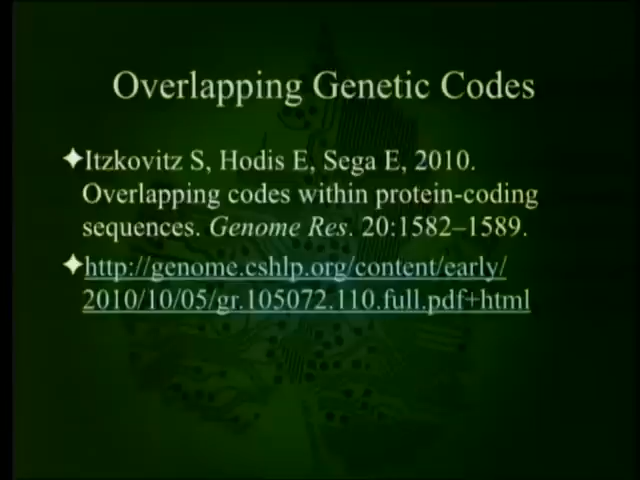 Overlapping Genetic Codes
Itzkovitz S, Hodis E, Sega E, 2010.
Overlapping codes within protein-coding
sequences. Genome Res. 20:1582–1589.
http://genome.cshlp.org/content/early/
2010/10/05/gr.105072.110.full.pdf+html